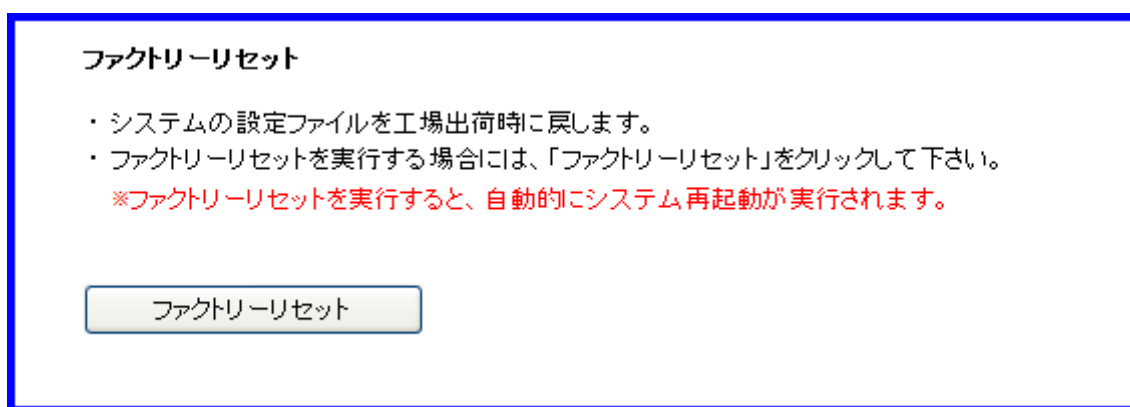 ファクトリーリセット
・システムの設定ファイルを工場出荷時に戻します。
・ファクトリーリセットを実行する場合には、「ファクトリーリセット」をクリックして下さい。
※ファクトリーリセットを実行すると、自動的にシステム再起動が実行されます。
ファクトリーリセット